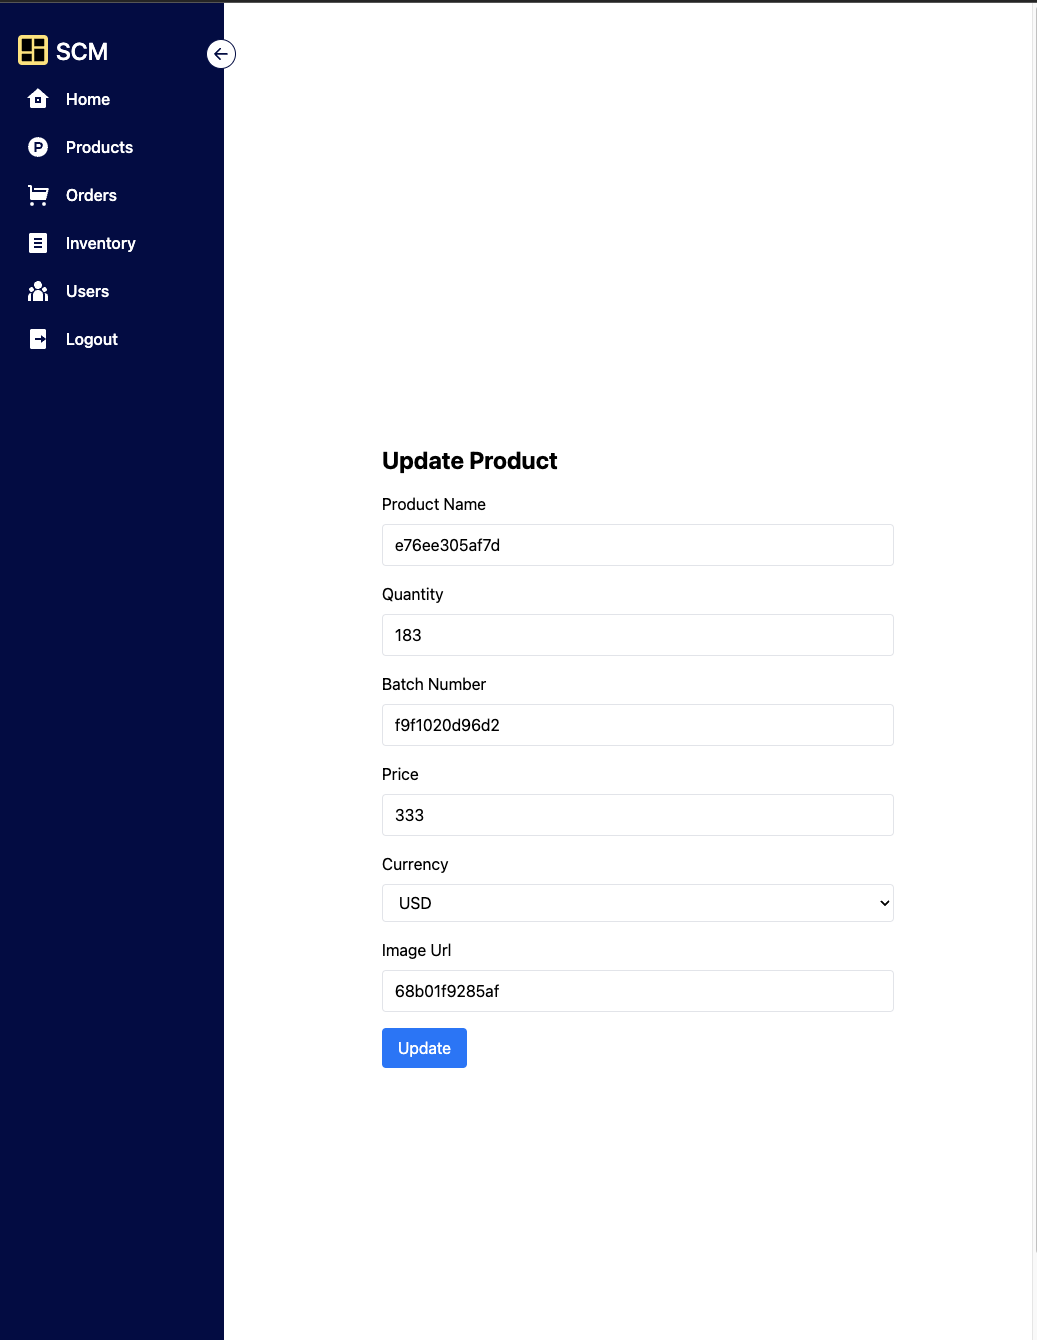 SCM
Home
Products
Orders
Inventory
Users
Logout
Update Product
Product Name
e76ee305af7d
Quantity
183
Batch Number
f9f1020d96d2
Price
333
Currency
USD
Image Url
68b01f9285af
Update